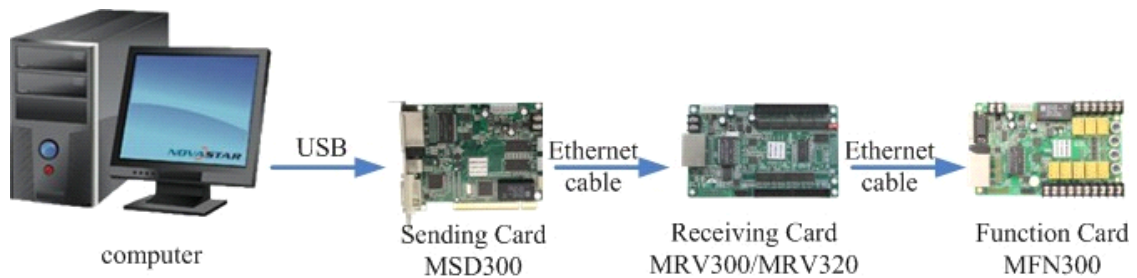 NOVASTAR
computer
USB
Sending Card
MSD300
Ethernet
cable
Receiving Card
MRV300/MRV320
Ethernet
cable
Function Card
MFN300